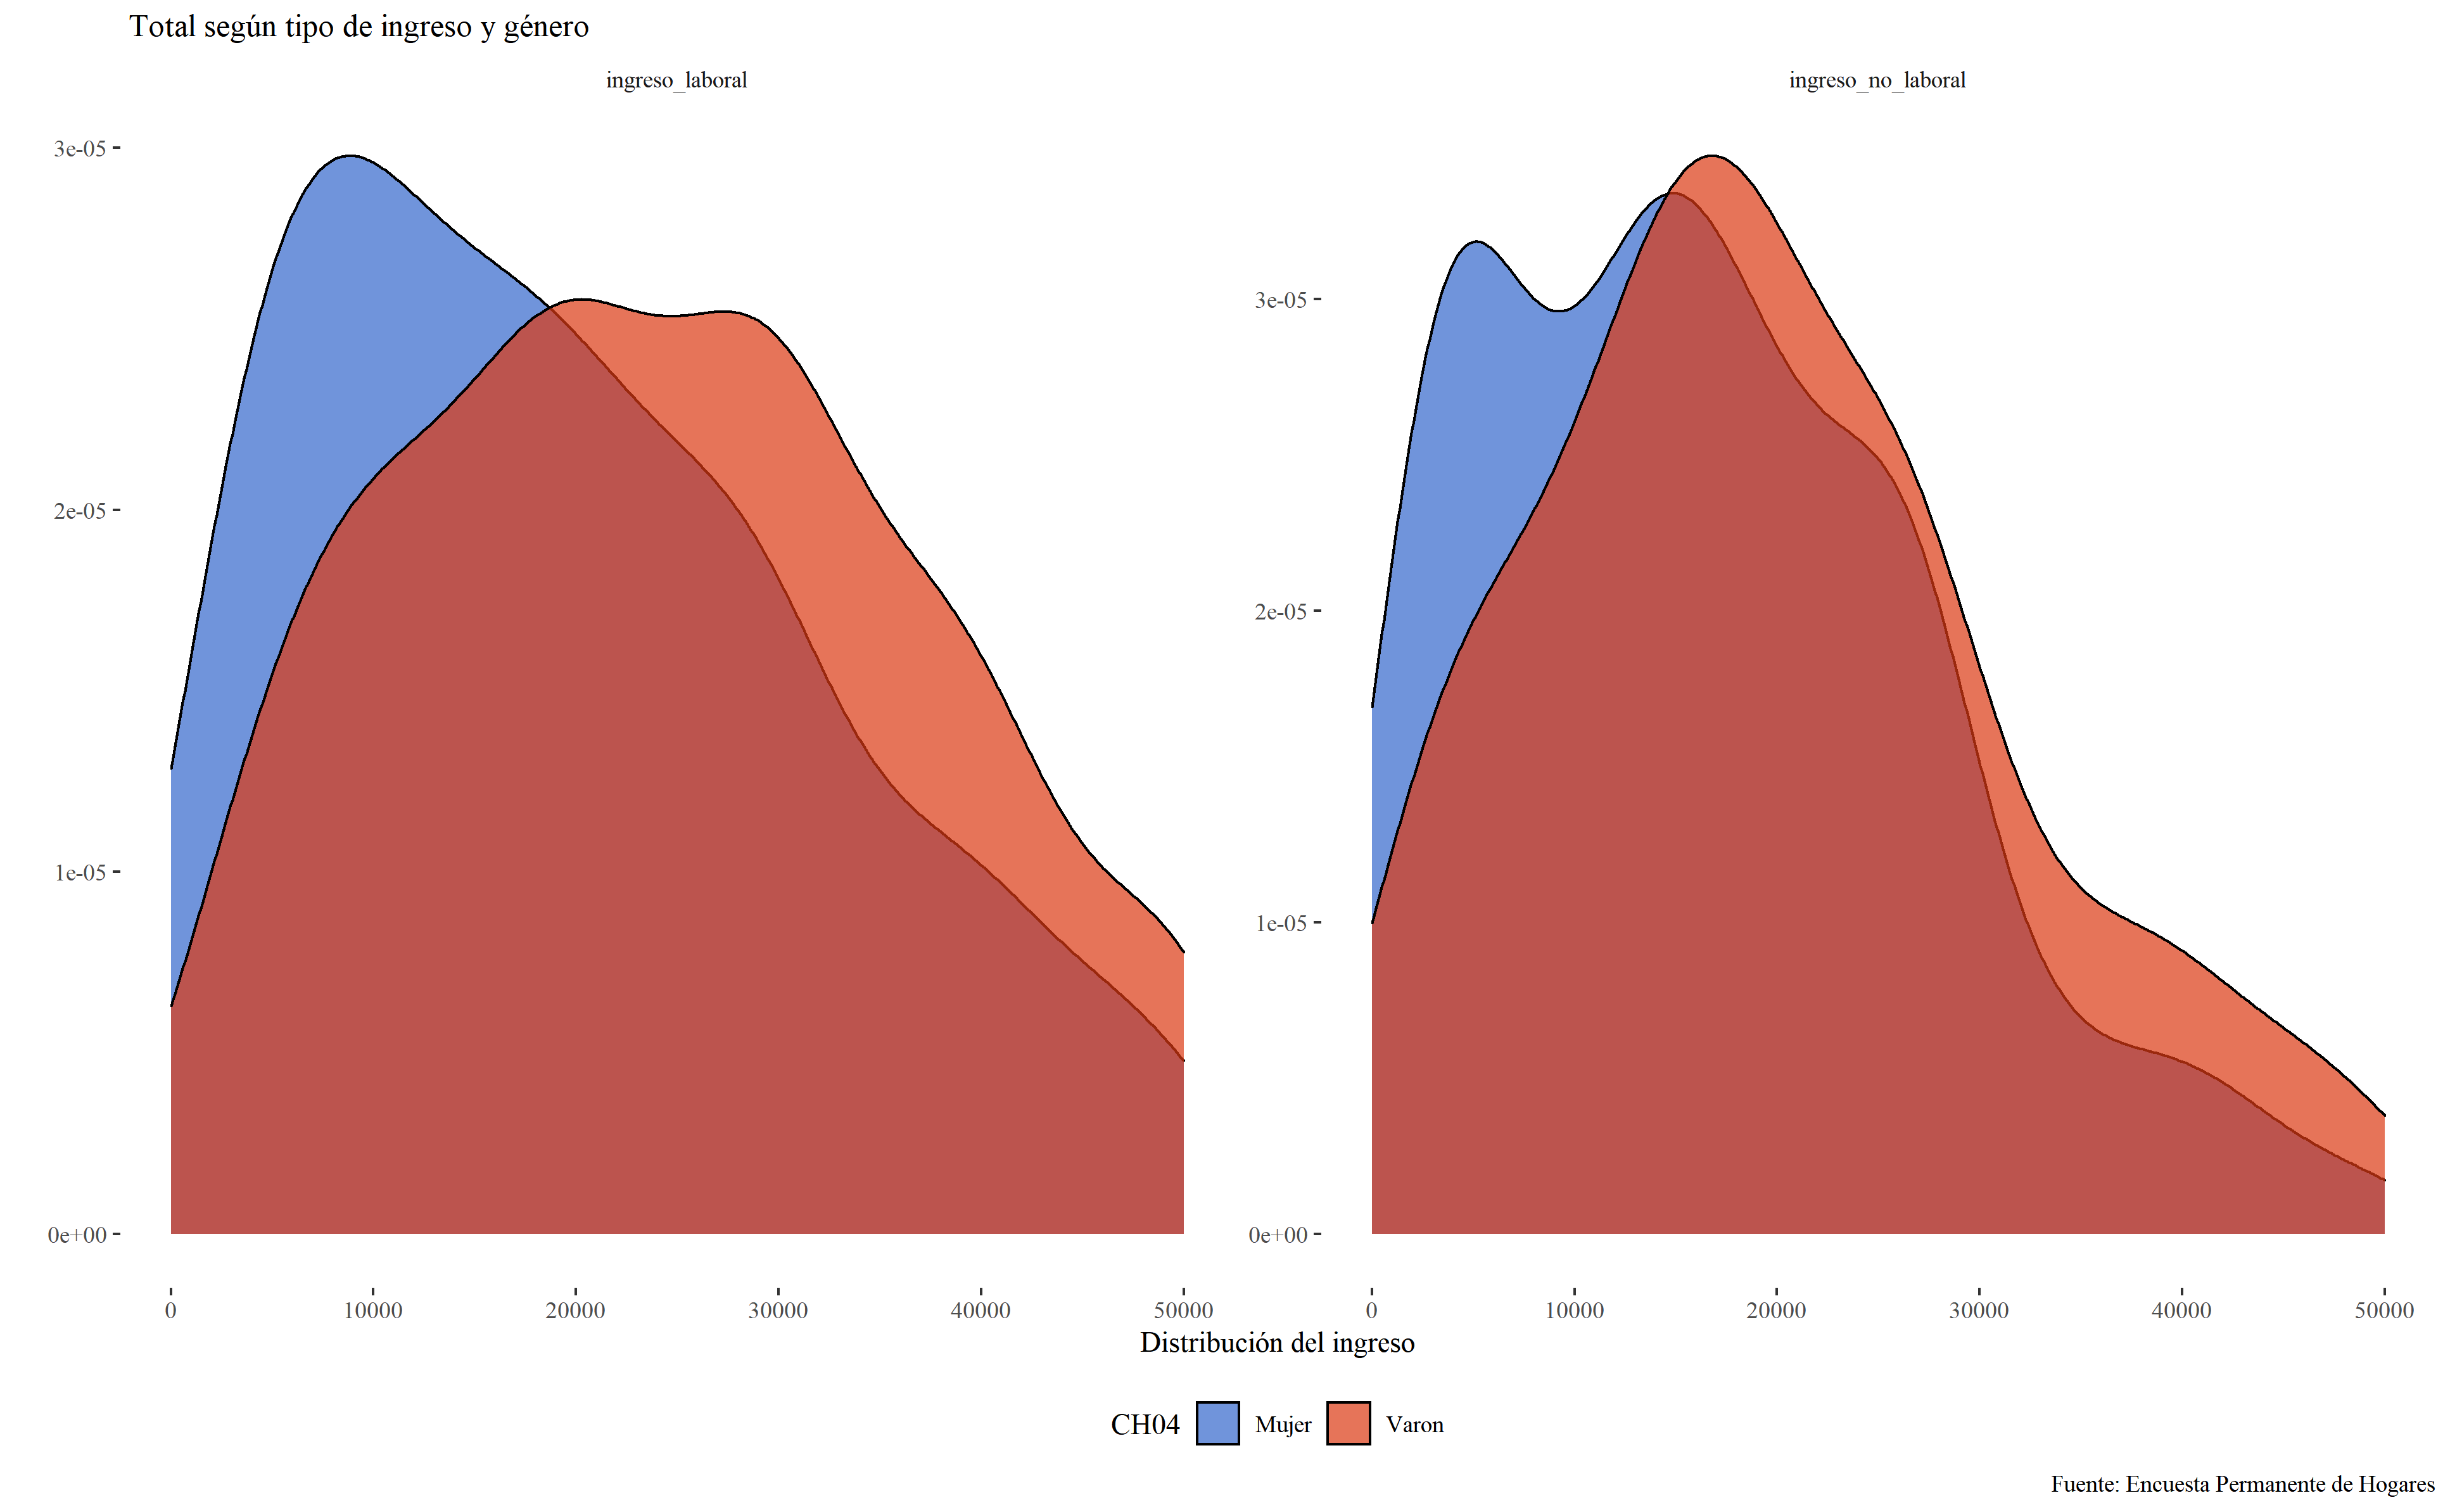 Total según tipo de ingreso y género
ingreso_laboral
ingreso_no_laboral
3e-05
2e-05
1e-05
0e+00
3e-05
2e-05
1e-05
0e+00
0 10000 20000 30000 40000 50000
0 10000 20000 30000 40000 50000
Distribución del ingreso
CH04 Mujer Varon
Fuente: Encuesta Permanente de Hogares